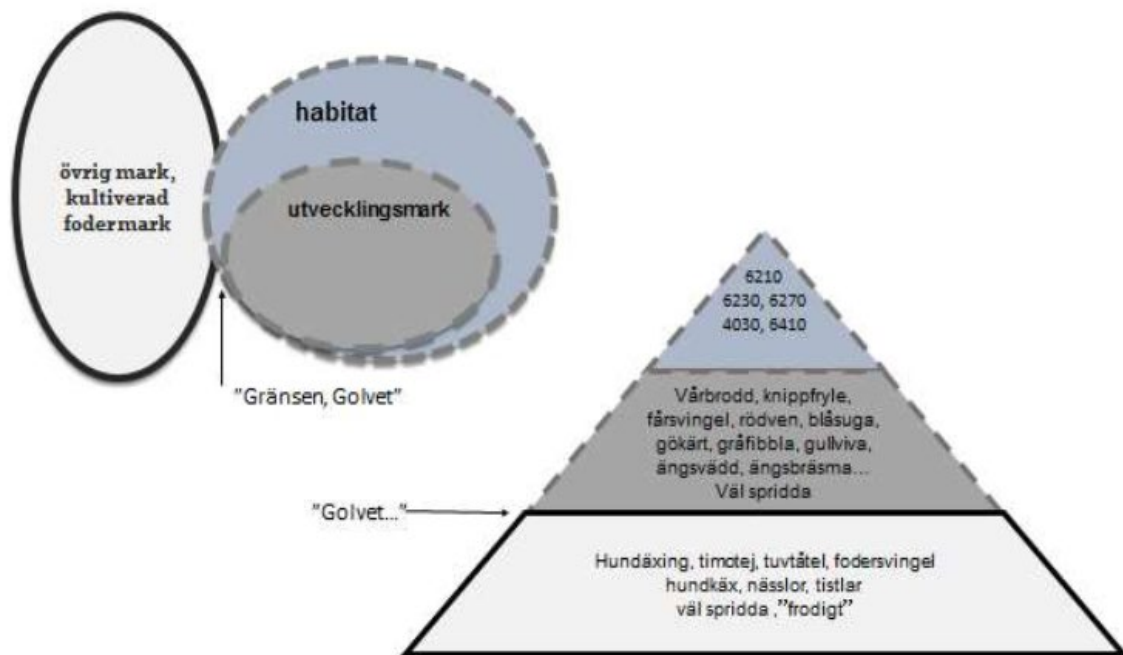 habitat
övrig mark,
kultiverad
fodermark
utvecklingsmark
"Gränsen, Golvet"
6210
6230, 6270
4030, 6410
Vårbrodd, knippfryle,
fårsvingel, rödven, blåsuga,
gökärt, gråfibbla, gullviva,
ängsvädd, ängsbräsma...
Väl spridda
"Golvet..."
Hundäxing, timotej, tuvtåtel, fodersvingel
hundkäx, nässlor, tistlar
väl spridda ,"frodigt"